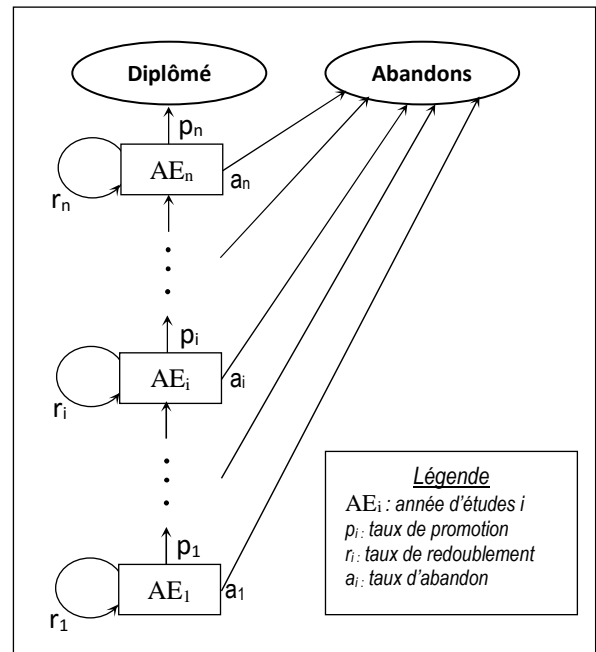 Diplômé
Abandons
pn
AEn
an
rn
pi
AEi
ai
ri
p1
AE1
a1
r1
Légende
AEi : année d'études i
pi : taux de promotion
ri : taux de redoublement
ai : taux d'abandon